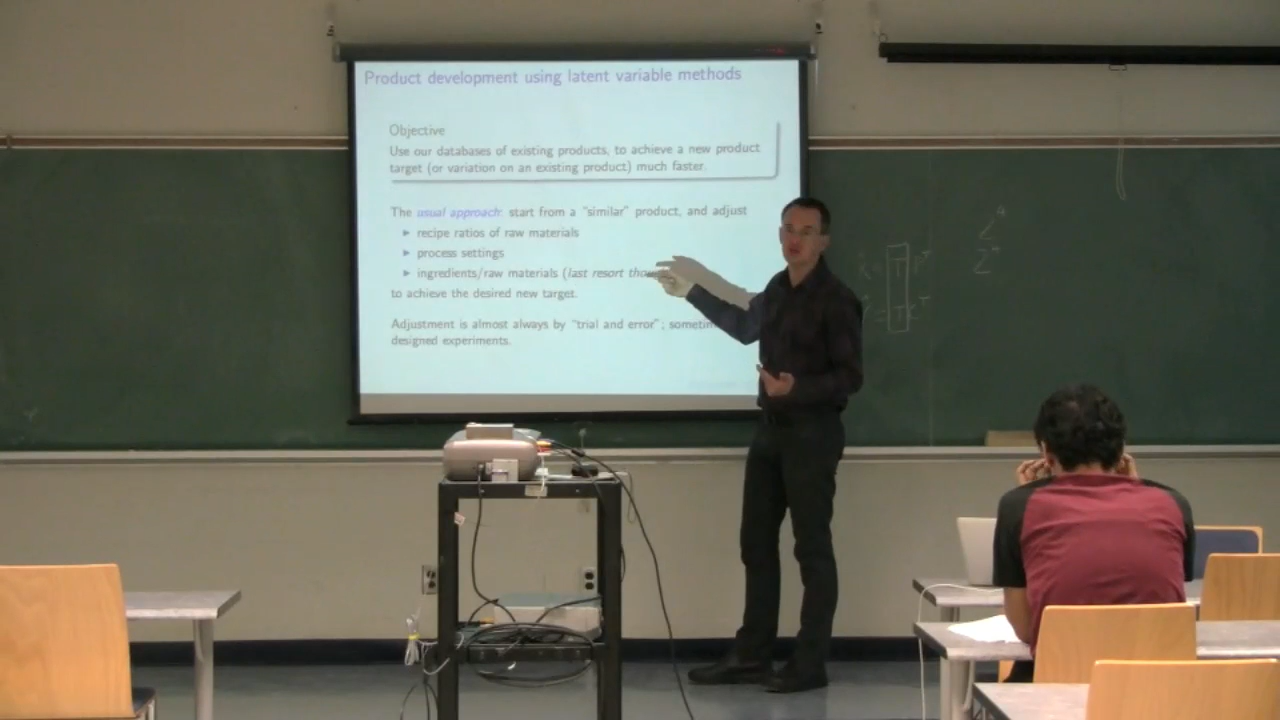 Product development using latent variable methods
Objective
Use our databases of existing products, to achieve a new product
target (or variation on an existing product) much faster.
The usual approach: start from a "similar" product, and adjust
▶ recipe ratios of raw materials
▶ process settings
▶ ingredients/raw materials (last resort
to achieve the desired new target.
Adjustment is almost always by "trial and error"; 
designed experiments.